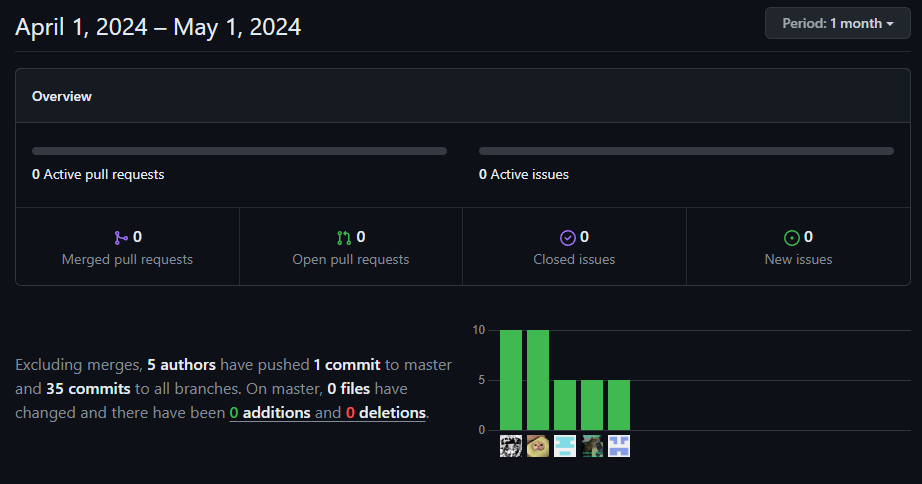 April 1, 2024 – May 1, 2024
Period: 1 month
Overview
0 Active pull requests
0 Active issues
0
Merged pull requests
0
Open pull requests
0
Closed issues
0
New issues
Excluding merges, 5 authors have pushed 1 commit to master
and 35 commits to all branches. On master, 0 files have
changed and there have been 0 additions and 0 deletions.
10
5
0